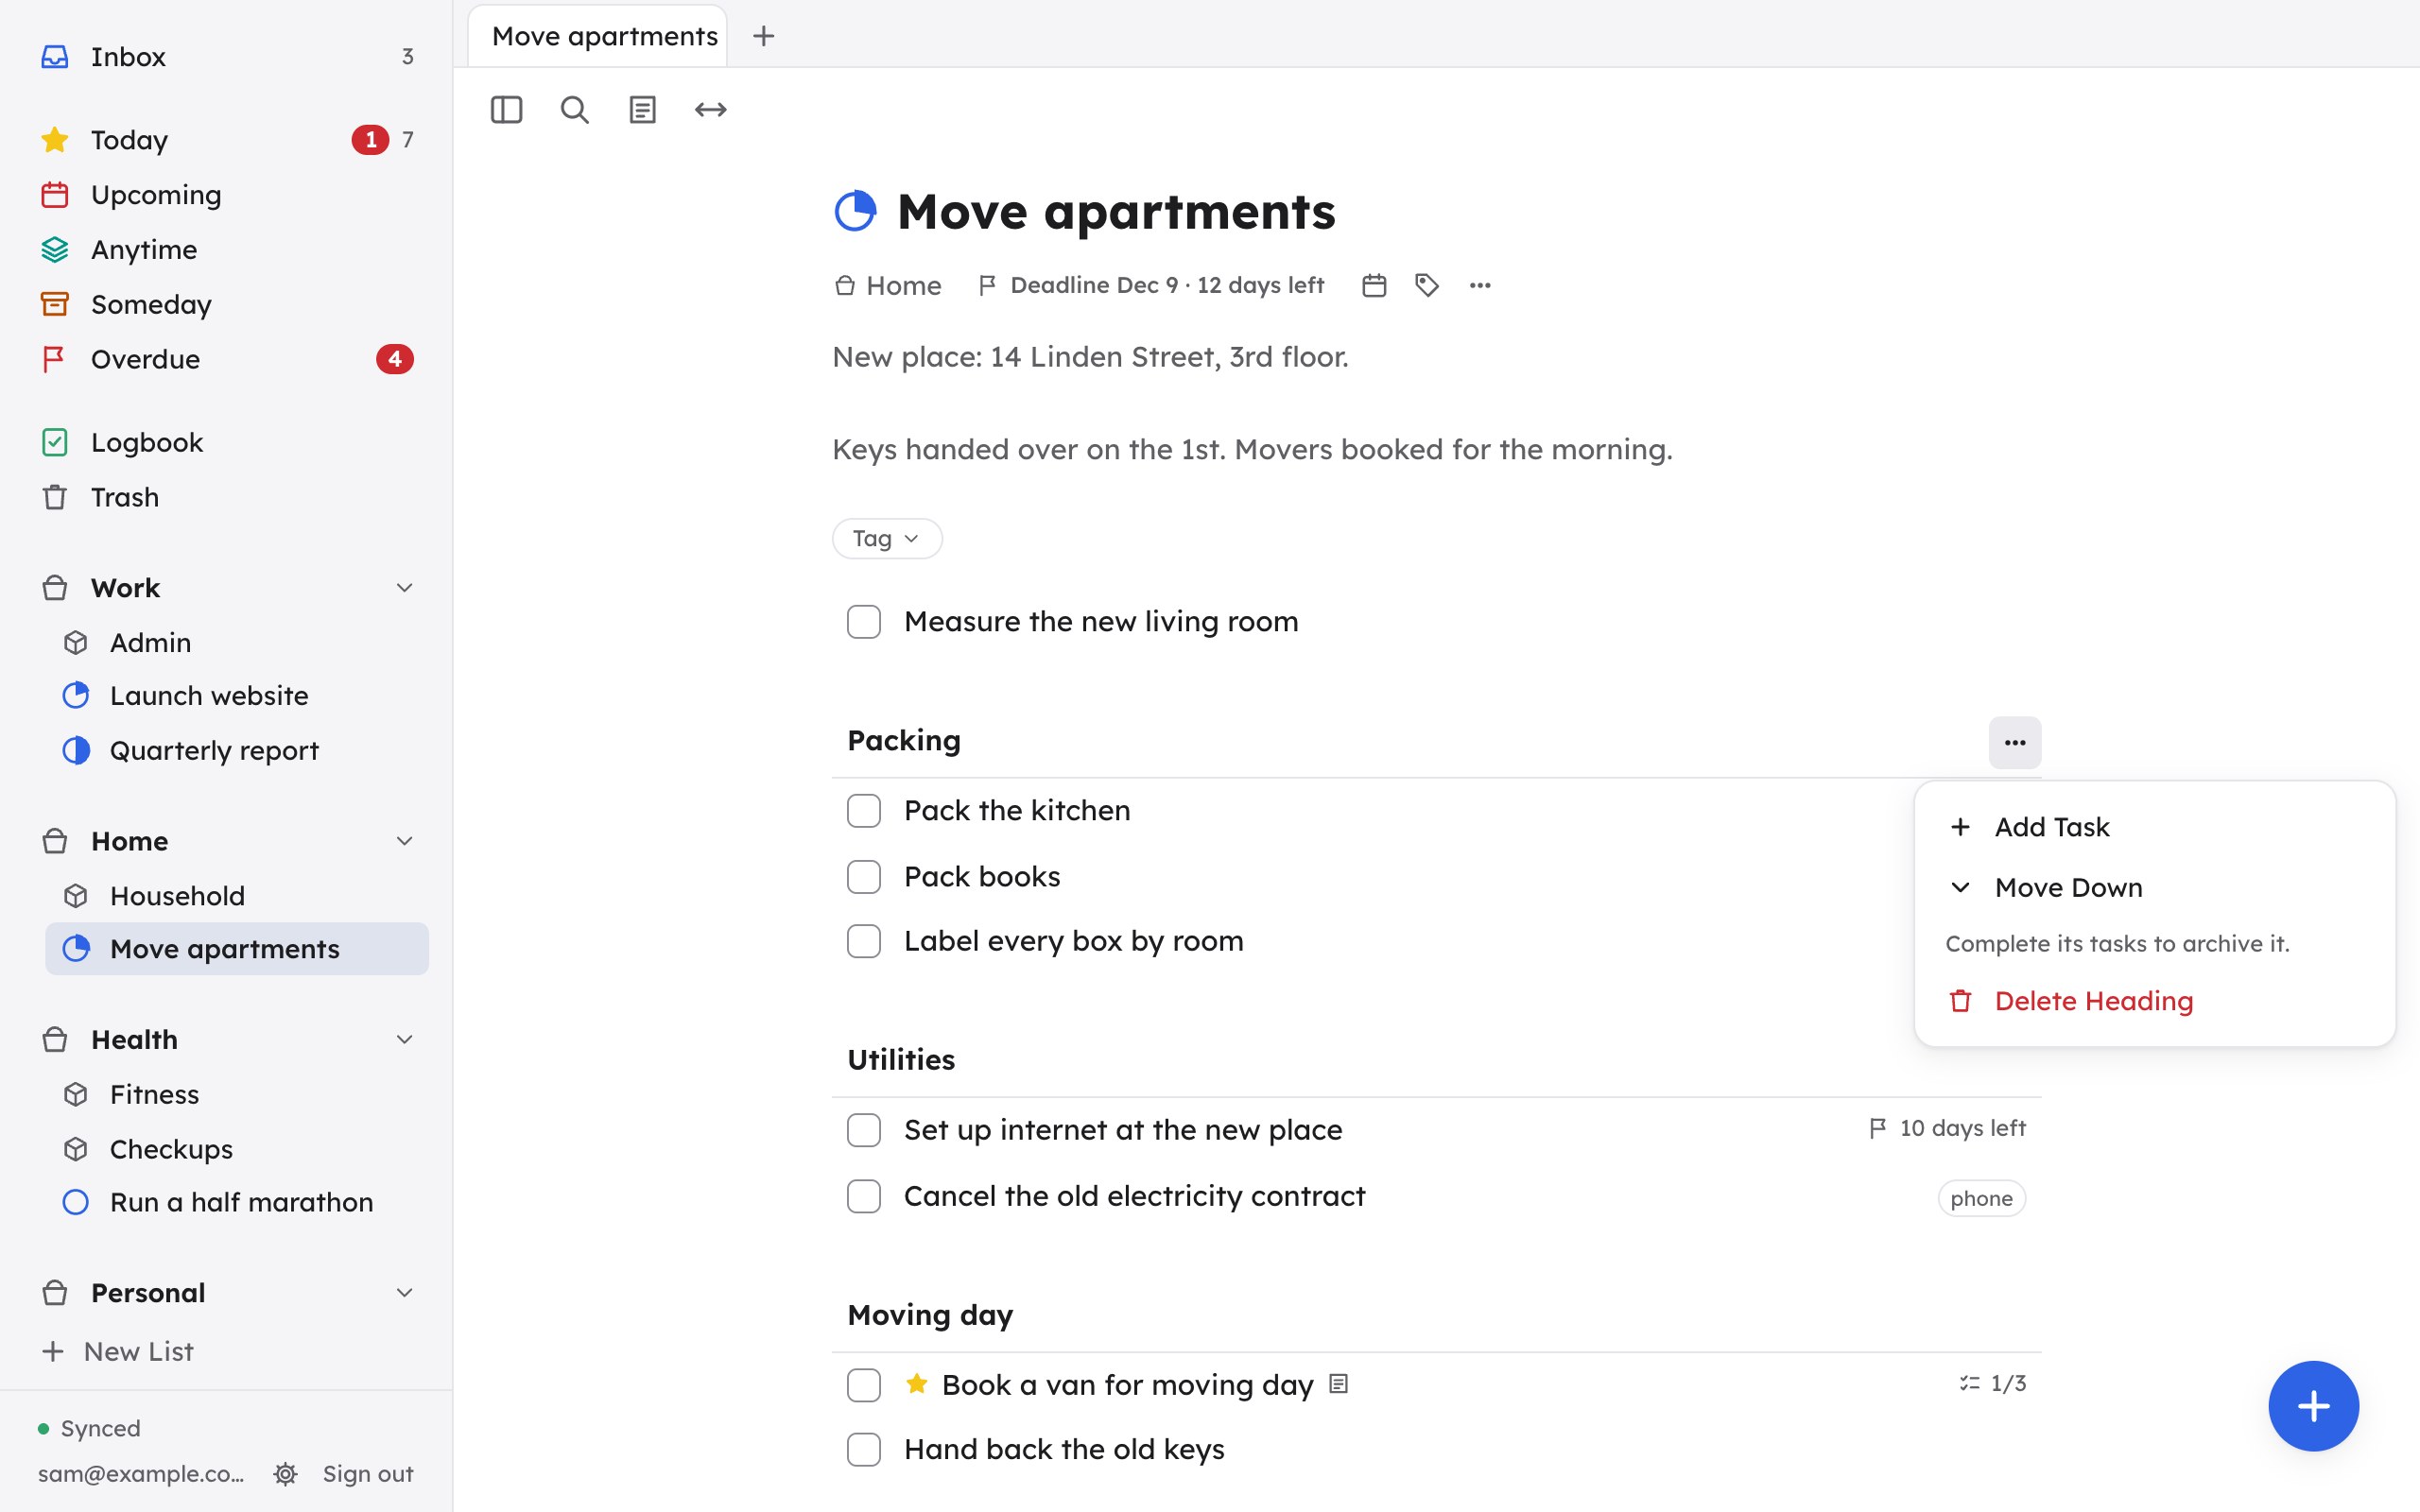 Inbox 3
Today 1 7
Upcoming
Anytime
Someday
Overdue 4
Logbook
Trash
Work
Admin
Launch website
Quarterly report
Home
Household
Move apartments
Health
Fitness
Checkups
Run a half marathon
Personal
New List
Synced
sam@example.co... Sign out
Move apartments
Move apartments
Home Deadline Dec 9 · 12 days left
New place: 14 Linden Street, 3rd floor.
Keys handed over on the 1st. Movers booked for the morning.
Tag
Measure the new living room
Packing
Pack the kitchen
Pack books
Label every box by room
Add Task
Move Down
Complete its tasks to archive it.
Delete Heading
Utilities
Set up internet at the new place 10 days left
Cancel the old electricity contract phone
Moving day
Book a van for moving day 1/3
Hand back the old keys